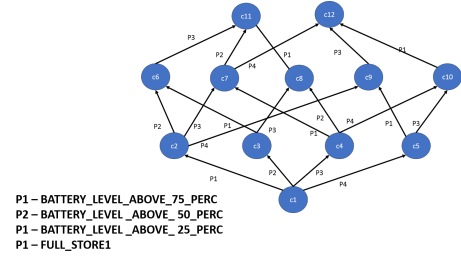 c11
c12
P3
P2
P4
P1
P3
P1
c6
c7
c8
c9
c10
P2
P3
P1
P4
P3
P1
P2
P4
P1
P3
c2
c3
c4
c5
P1
P2
P3
P4
c1
P1 – BATTERY_LEVEL_ABOVE_75_PERC
P2 – BATTERY_LEVEL _ABOVE_ 50_PERC
P1 – BATTERY_LEVEL _ABOVE_ 25_PERC
P1 – FULL_STORE1